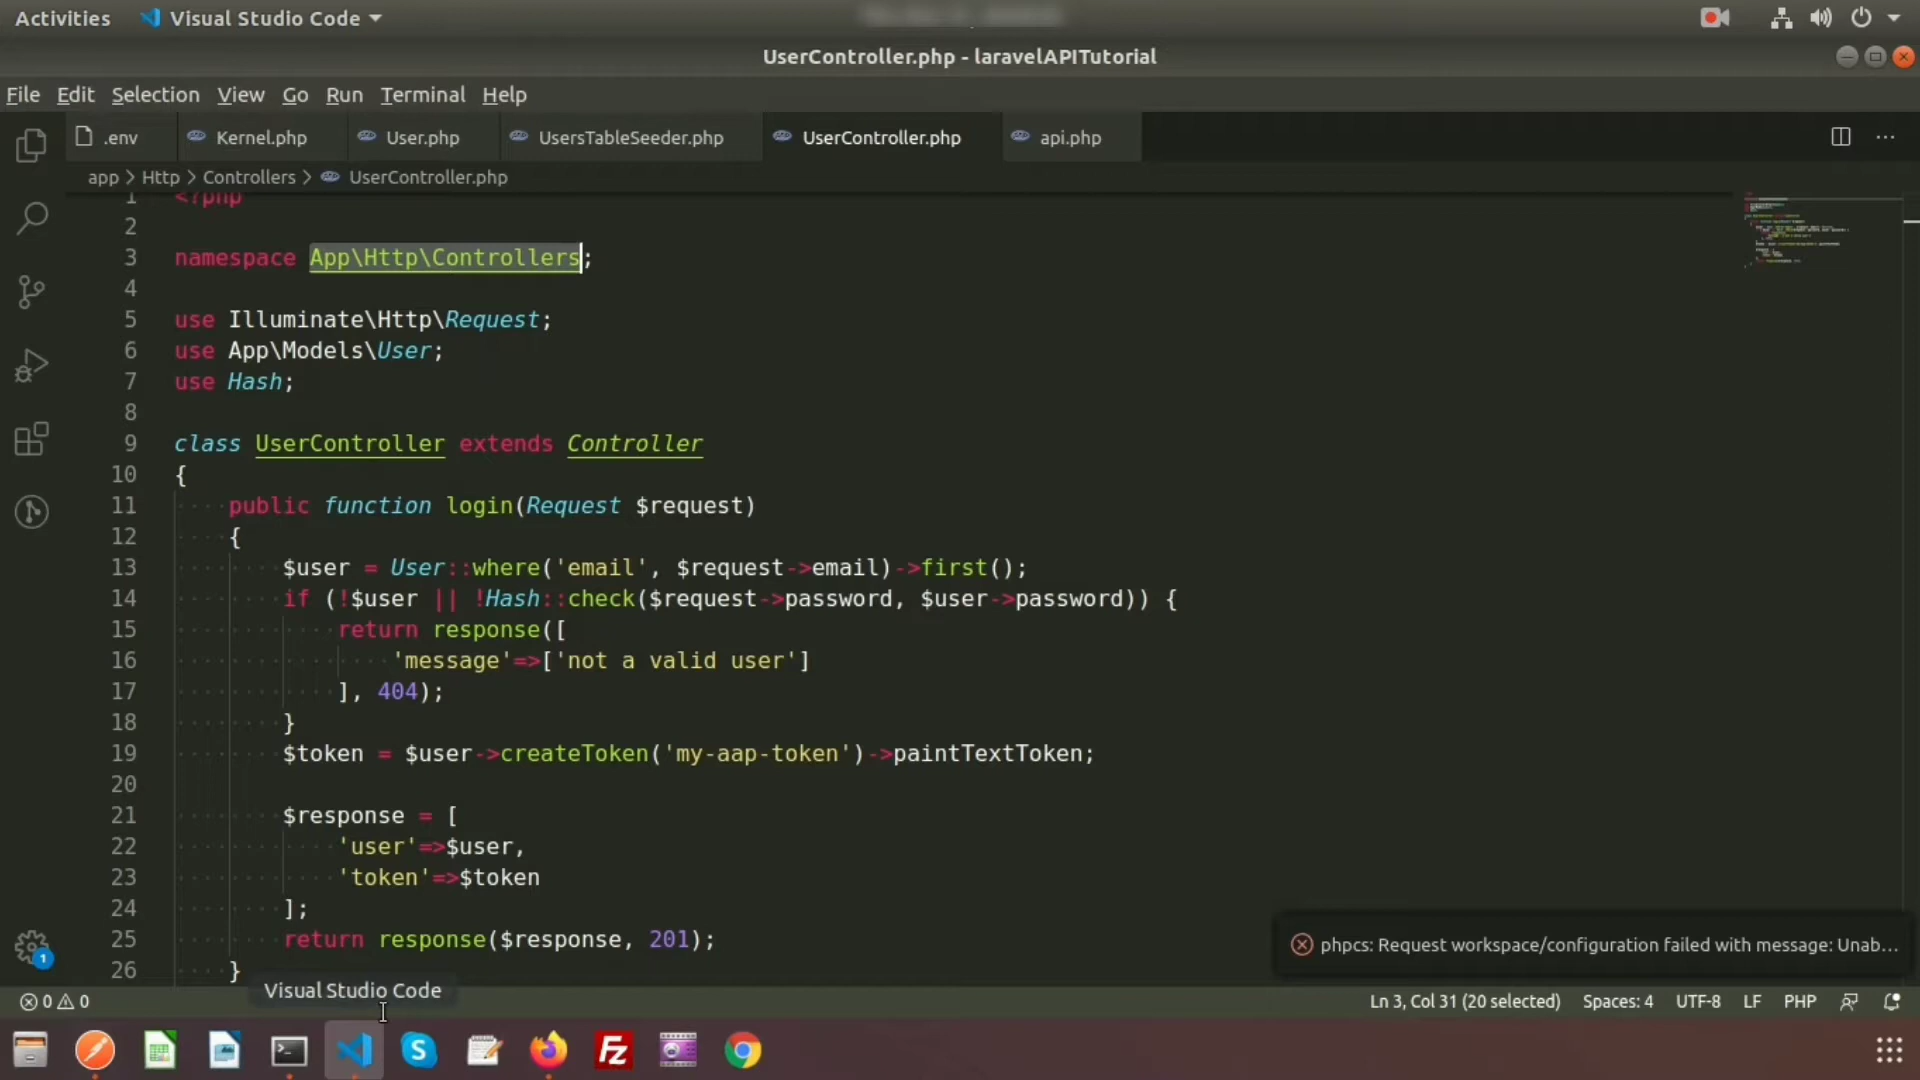 Activities
Visual Studio Code
UserController.php - laravelAPITutorial
File Edit Selection View Go Run Terminal Help
.env Kernel.php User.php UsersTableSeeder.php UserController.php api.php
app > Http > Controllers > UserController.php
1 <?php
2
3 namespace App\Http\Controllers;
4
5 use Illuminate\Http\Request;
6 use App\Models\User;
7 use Hash;
8
9 class UserController extends Controller
10 {
11 public function login(Request $request)
12 {
13 $user = User::where('email', $request->email)->first();
14 if (!$user || !Hash::check($request->password, $user->password)) {
15 return response([
16 'message'=>['not a valid user']
17 ], 404);
18 }
19 $token = $user->createToken('my-aap-token')->paintTextToken;
20
21 $response = [
22 'user'=>$user,
23 'token'=>$token
24 ];
25 return response($response, 201);
26 }
phpcs: Request workspace/configuration failed with message: Unab...
1
Visual Studio Code
0 0
Ln 3, Col 31 (20 selected) Spaces: 4 UTF-8 LF PHP
S
Fz